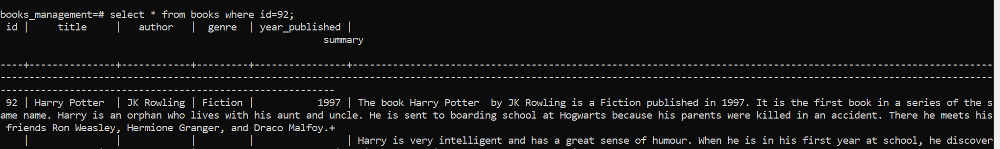 books_management=# select * from books where id=92;
 id |     title     |   author   |  genre  | year_published |
                                                        summary
----+---------------+------------+---------+----------------+---------------------------------------------------------------------------------------------------------------
----------------------------------------------------------------------------------------------------------------------------------------------------------------------------
----------------------------------------------------------
 92 | Harry Potter  | JK Rowling | Fiction |           1997 | The book Harry Potter  by JK Rowling is a Fiction published in 1997. It is the first book in a series of the s
ame name. Harry is an orphan who lives with his aunt and uncle. He is sent to boarding school at Hogwarts because his parents were killed in an accident. There he meets his
 friends Ron Weasley, Hermione Granger, and Draco Malfoy.+
    |               |            |         |                | Harry is very intelligent and has a great sense of humour. When he is in his first year at school, he discover